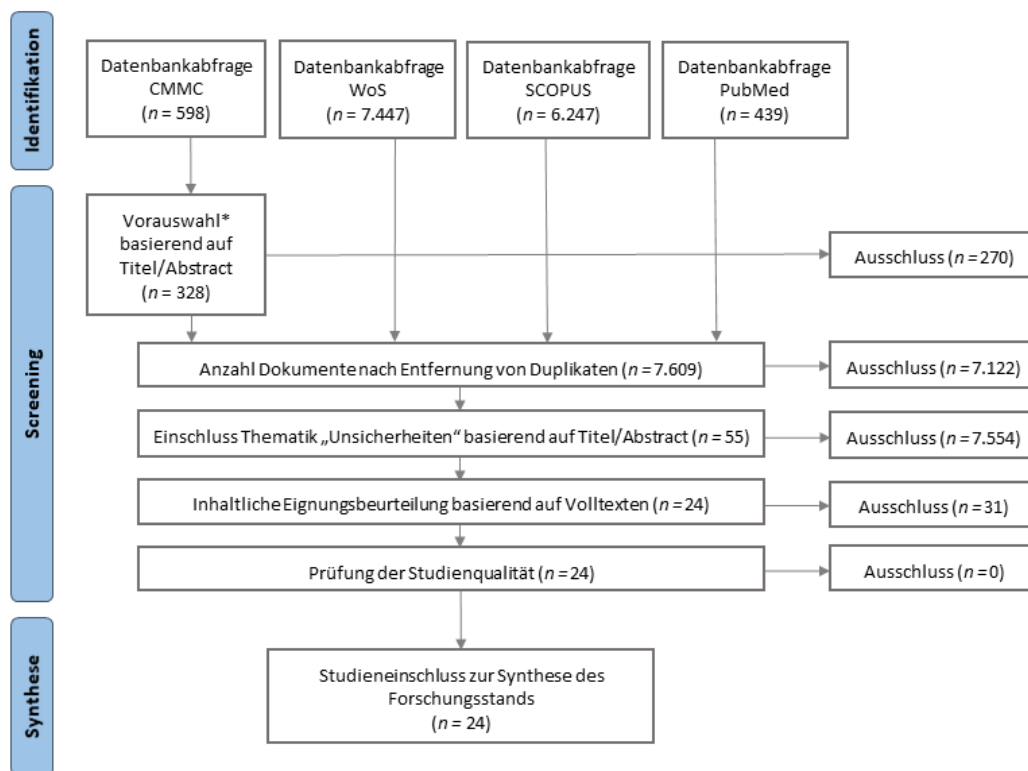 Identifikation
Datenbankabfrage
CMMC
(n = 598)
Datenbankabfrage
WoS
(n = 7.447)
Datenbankabfrage
SCOPUS
(n = 6.247)
Datenbankabfrage
PubMed
(n = 439)
Screening
Vorauswahl*
basierend auf
Titel/Abstract
(n = 328)
Ausschluss (n = 270)
Anzahl Dokumente nach Entfernung von Duplikaten (n = 7.609)
Ausschluss (n = 7.122)
Einschluss Thematik „Unsicherheiten“ basierend auf Titel/Abstract (n = 55)
Ausschluss (n = 7.554)
Inhaltliche Eignungsbeurteilung basierend auf Volltexten (n = 24)
Ausschluss (n = 31)
Prüfung der Studienqualität (n = 24)
Ausschluss (n = 0)
Synthese
Studieneinschluss zur Synthese des
Forschungsstands
(n = 24)